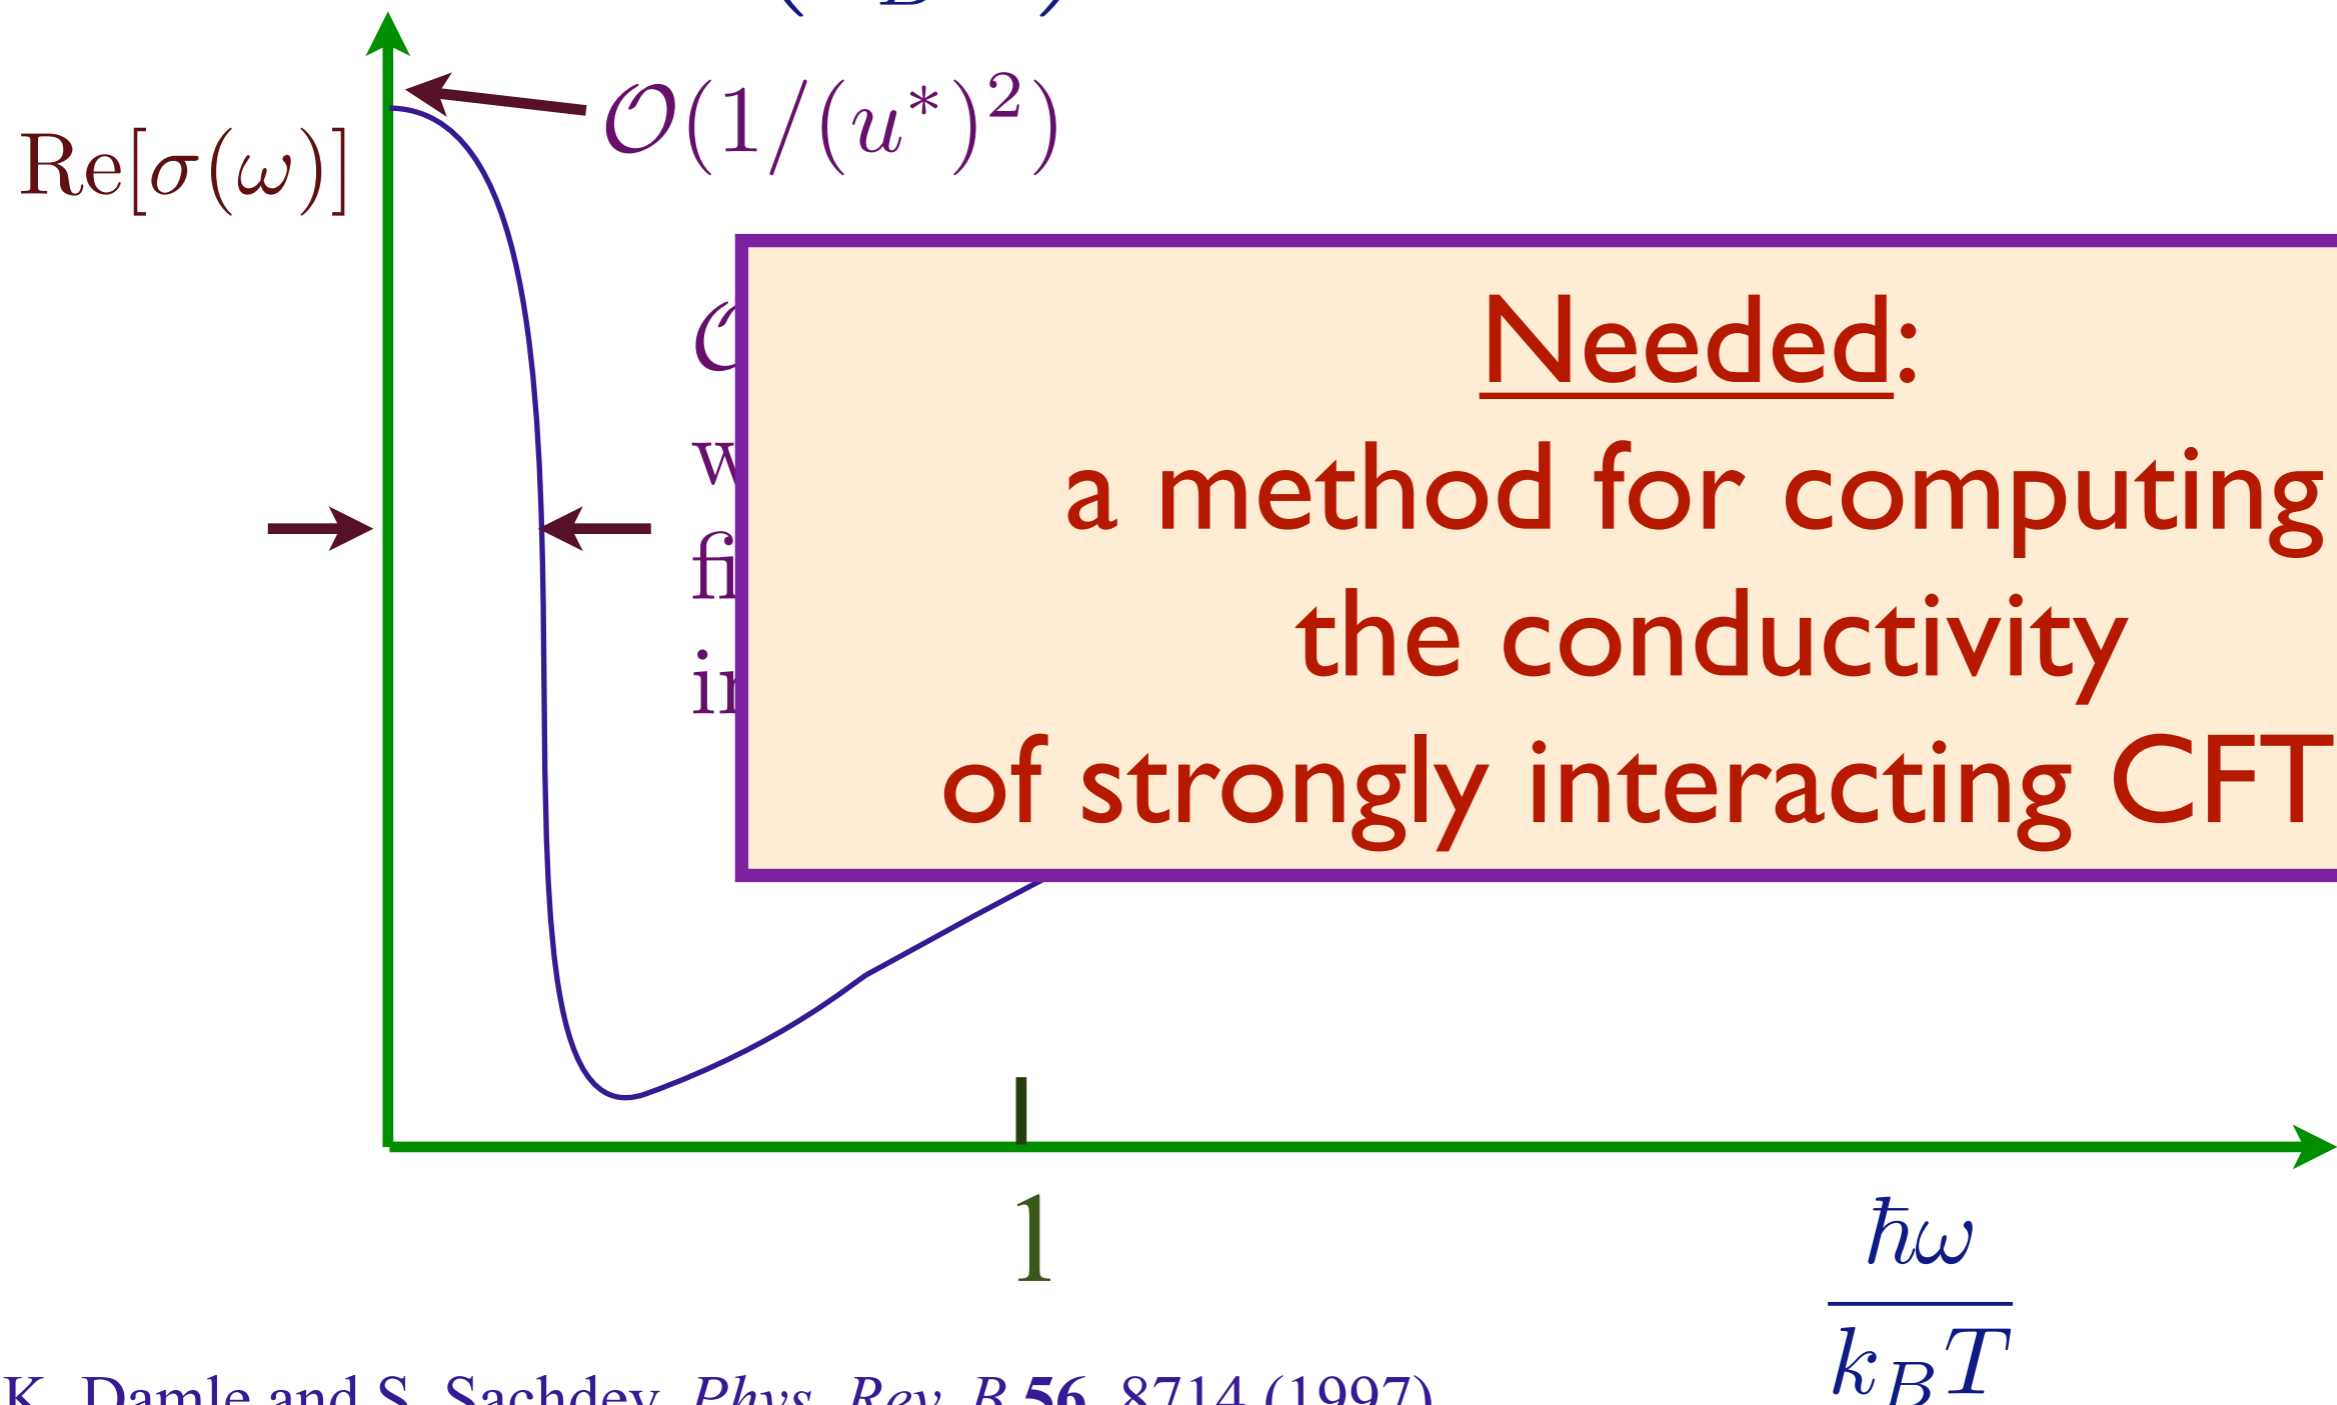 𝒪(1/(u*)²)
Re[σ(ω)]
Needed:
a method for computing
the conductivity
of strongly interacting CFT
1
ħω
k_B T
K. Damle and S. Sachdev, Phys. Rev. B 56, 8714 (1997)